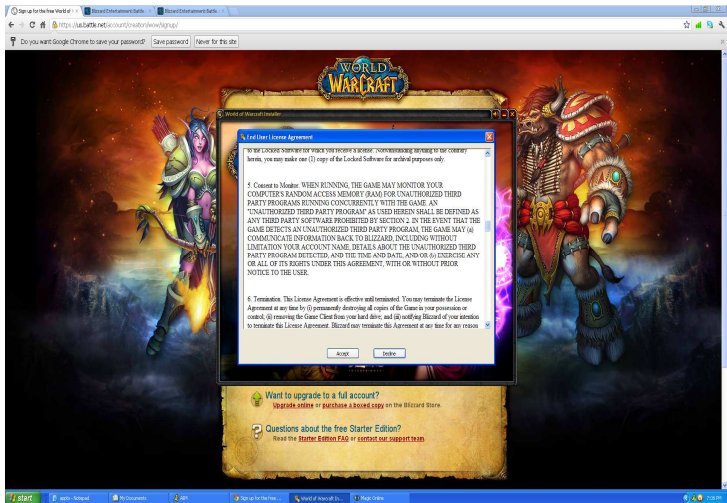 Sign up for the free World of
Blizzard Entertainment:Battle.
Blizzard Entertainment:Battle.
https://us.battle.net/account/creation/wow/signup/
Do you want Google Chrome to save your password?
Save password
Never for this site
WORLD
OF
WARCRAFT
World of Warcraft Installer
End User License Agreement
to the Locked Software for which you receive a license. Notwithstanding anything to the contrary
herein, you may make one (1) copy of the Locked Software for archival purposes only.
5. Consent to Monitor. WHEN RUNNING, THE GAME MAY MONITOR YOUR
COMPUTER'S RANDOM ACCESS MEMORY (RAM) FOR UNAUTHORIZED THIRD
PARTY PROGRAMS RUNNING CONCURRENTLY WITH THE GAME. AN
"UNAUTHORIZED THIRD PARTY PROGRAM" AS USED HEREIN SHALL BE DEFINED AS
ANY THIRD PARTY SOFTWARE PROHIBITED BY SECTION 2. IN THE EVENT THAT THE
GAME DETECTS AN UNAUTHORIZED THIRD PARTY PROGRAM, THE GAME MAY (a)
COMMUNICATE INFORMATION BACK TO BLIZZARD, INCLUDING WITHOUT
LIMITATION YOUR ACCOUNT NAME, DETAILS ABOUT THE UNAUTHORIZED THIRD
PARTY PROGRAM DETECTED, AND THE TIME AND DATE; AND/OR (b) EXERCISE ANY
OR ALL OF ITS RIGHTS UNDER THIS AGREEMENT, WITH OR WITHOUT PRIOR
NOTICE TO THE USER.
6. Termination. This License Agreement is effective until terminated. You may terminate the License
Agreement at any time by (i) permanently destroying all copies of the Game in your possession or
control; (ii) removing the Game Client from your hard drive; and (iii) notifying Blizzard of your intention
to terminate this License Agreement. Blizzard may terminate this Agreement at any time for any reason
Accept
Decline
Want to upgrade to a full account?
Upgrade online or purchase a boxed copy on the Blizzard Store.
Questions about the free Starter Edition?
Read the Starter Edition FAQ or contact our support team.
start
My Documents
Sign up for the free ...
World of Warcraft In...
Magic Online
7:08 PM